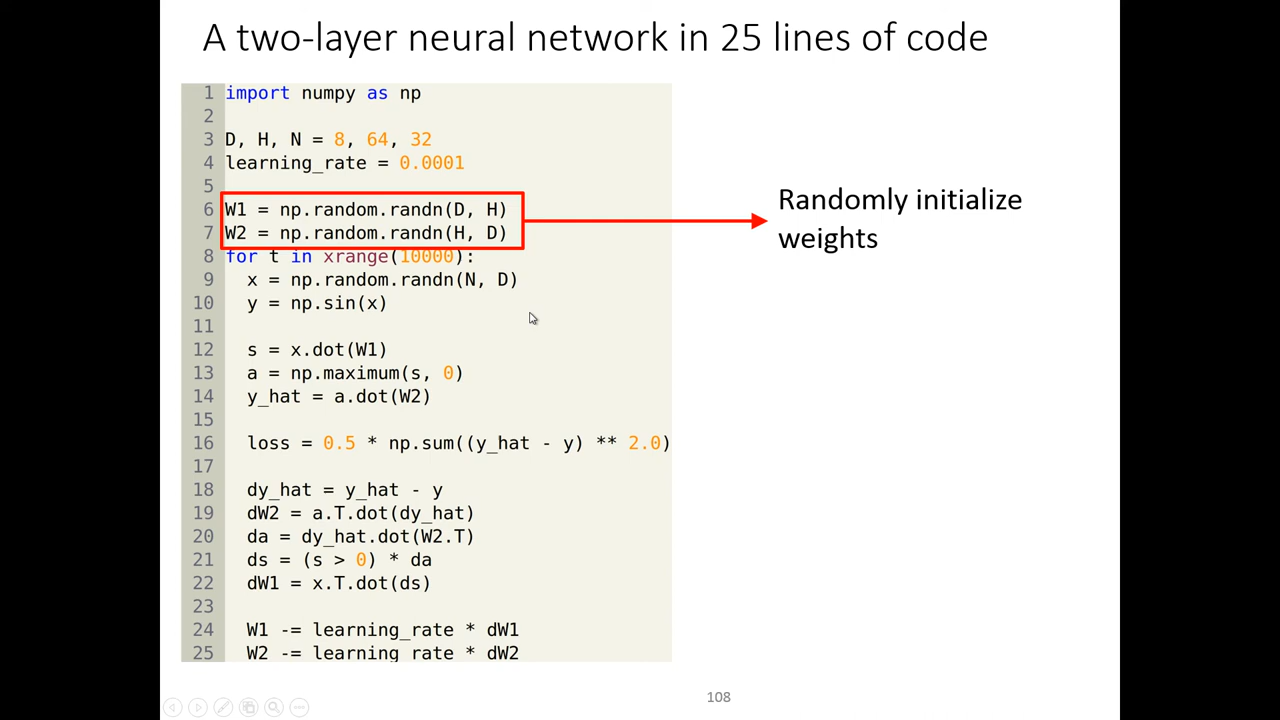 A two-layer neural network in 25 lines of code
1 import numpy as np
2
3 D, H, N = 8, 64, 32
4 learning_rate = 0.0001
5
6 W1 = np.random.randn(D, H)
7 W2 = np.random.randn(H, D)
8 for t in xrange(10000):
9   x = np.random.randn(N, D)
10   y = np.sin(x)
11
12   s = x.dot(W1)
13   a = np.maximum(s, 0)
14   y_hat = a.dot(W2)
15
16   loss = 0.5 * np.sum((y_hat - y) ** 2.0)
17
18   dy_hat = y_hat - y
19   dW2 = a.T.dot(dy_hat)
20   da = dy_hat.dot(W2.T)
21   ds = (s > 0) * da
22   dW1 = x.T.dot(ds)
23
24   W1 -= learning_rate * dW1
25   W2 -= learning_rate * dW2
Randomly initialize
weights
108